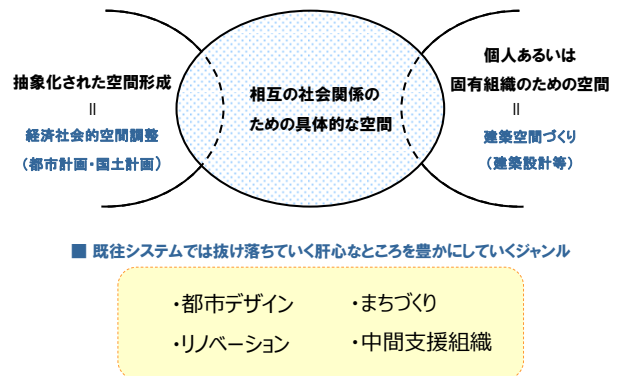 抽象化された空間形成
=
経済社会的空間調整
(都市計画・国土計画)
相互の社会関係の
ための具体的な空間
個人あるいは
固有組織のための空間
=
建築空間づくり
(建築設計等)
■ 既往システムでは抜け落ちていく肝心なところを豊かにしていくジャンル
・都市デザイン
・まちづくり
・リノベーション
・中間支援組織